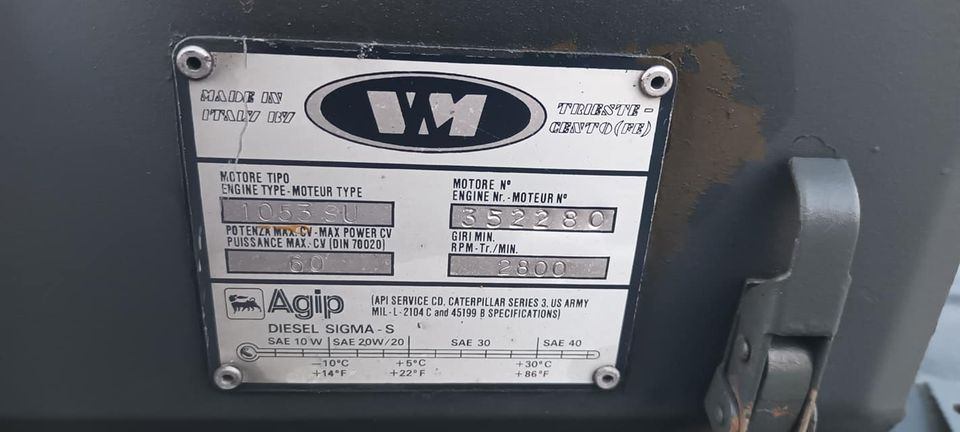 MADE IN
ITALY BY
VM
TRIESTE -
CENTO (FE)
MOTORE TIPO
ENGINE TYPE - MOTEUR TYPE
1053 SU
MOTORE N°
ENGINE Nr. - MOTEUR N°
352280
POTENZA MAX. CV - MAX POWER CV
PUISSANCE MAX. CV (DIN 70020)
60
GIRI MIN.
RPM - Tr./MIN.
2800
Agip
(API SERVICE CD, CATERPILLAR SERIES 3, US ARMY
MIL - L - 2104 C and 45199 B SPECIFICATIONS)
DIESEL SIGMA - S
SAE 10 W SAE 20W/20 SAE 30 SAE 40
-10°C +5°C +30°C
+14°F +22°F +86°F